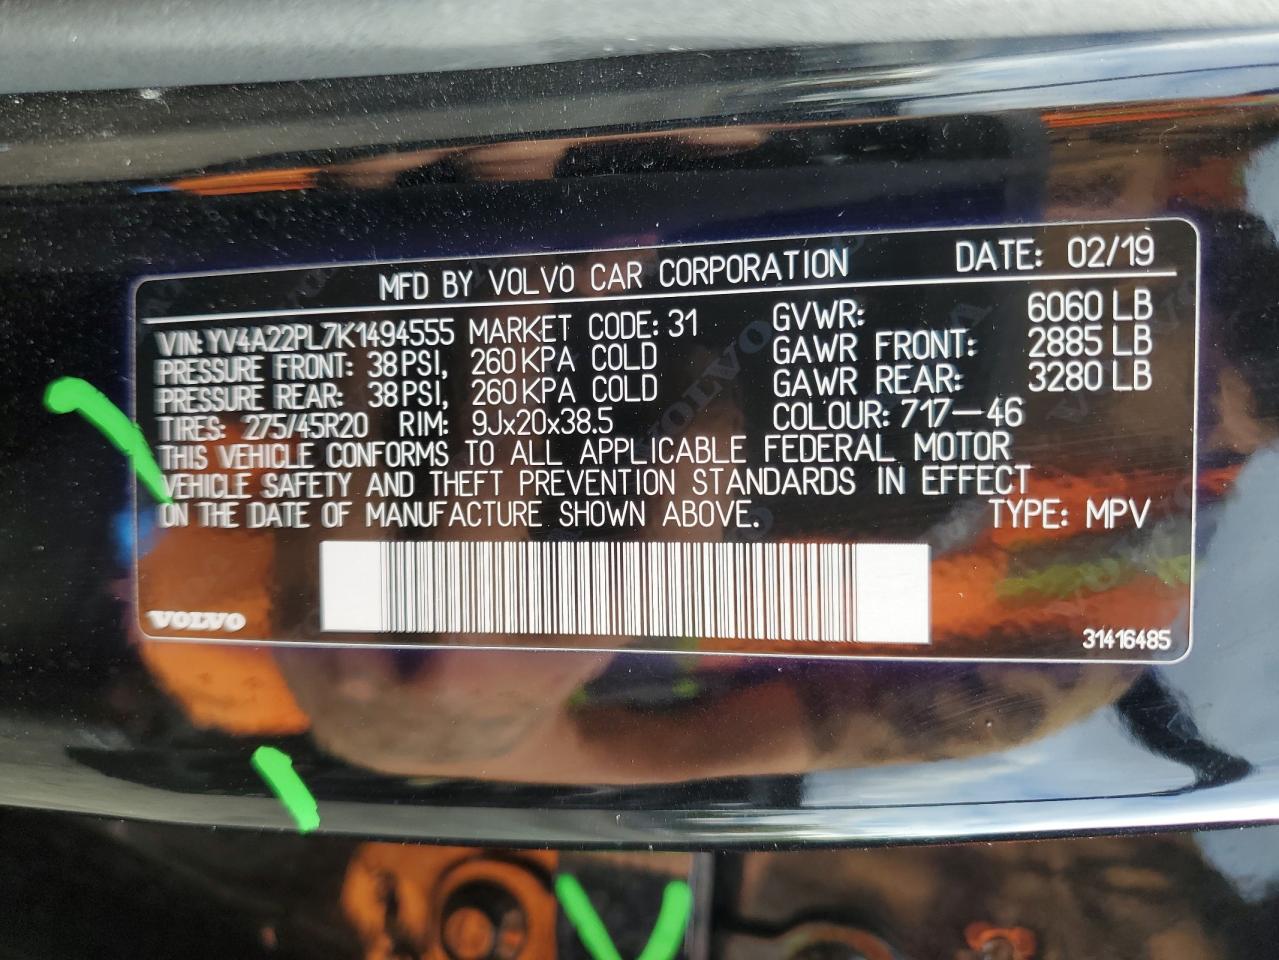 MFD BY VOLVO CAR CORPORATION DATE: 02/19
VIN: YV4A22PL7K1494555 MARKET CODE: 31 GVWR: 6060 LB
PRESSURE FRONT: 38 PSI, 260 KPA COLD GAWR FRONT: 2885 LB
PRESSURE REAR: 38 PSI, 260 KPA COLD GAWR REAR: 3280 LB
TIRES: 275/45R20 RIM: 9Jx20x38.5 COLOUR: 717-46
THIS VEHICLE CONFORMS TO ALL APPLICABLE FEDERAL MOTOR
VEHICLE SAFETY AND THEFT PREVENTION STANDARDS IN EFFECT
ON THE DATE OF MANUFACTURE SHOWN ABOVE. TYPE: MPV
VOLVO
31416485